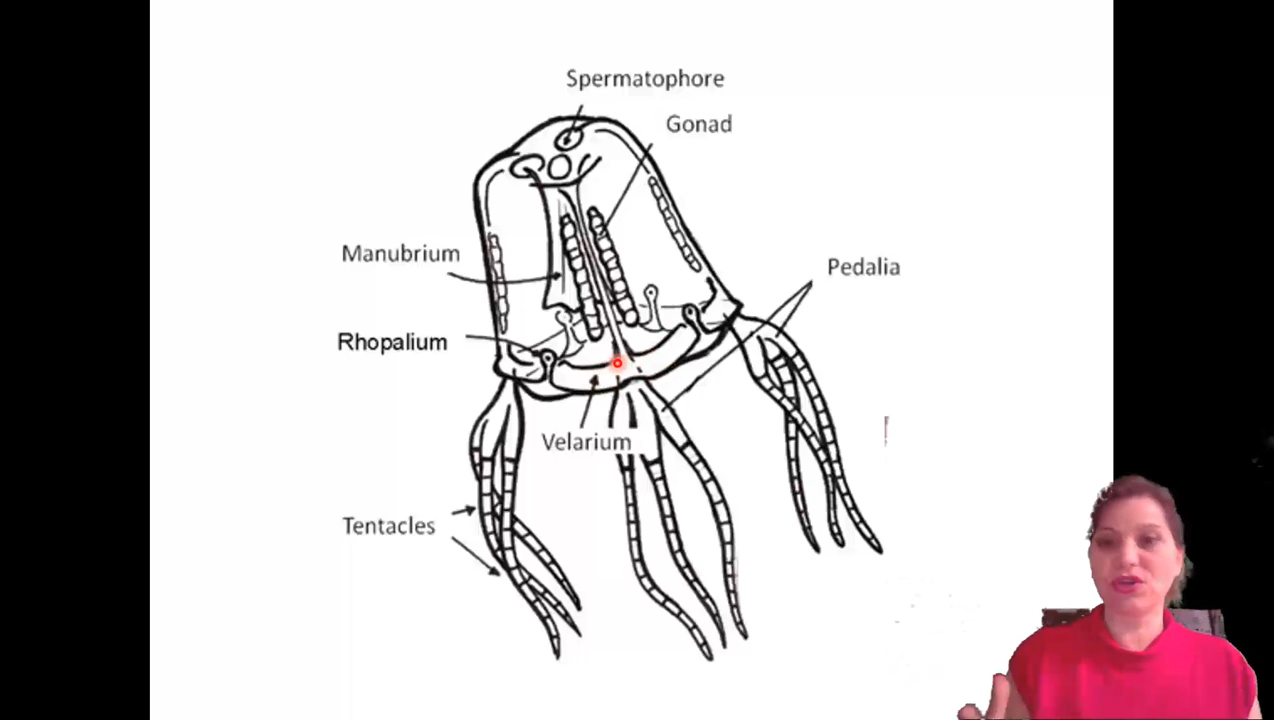 Spermatophore
Gonad
Manubrium
Pedalia
Rhopalium
Velarium
Tentacles